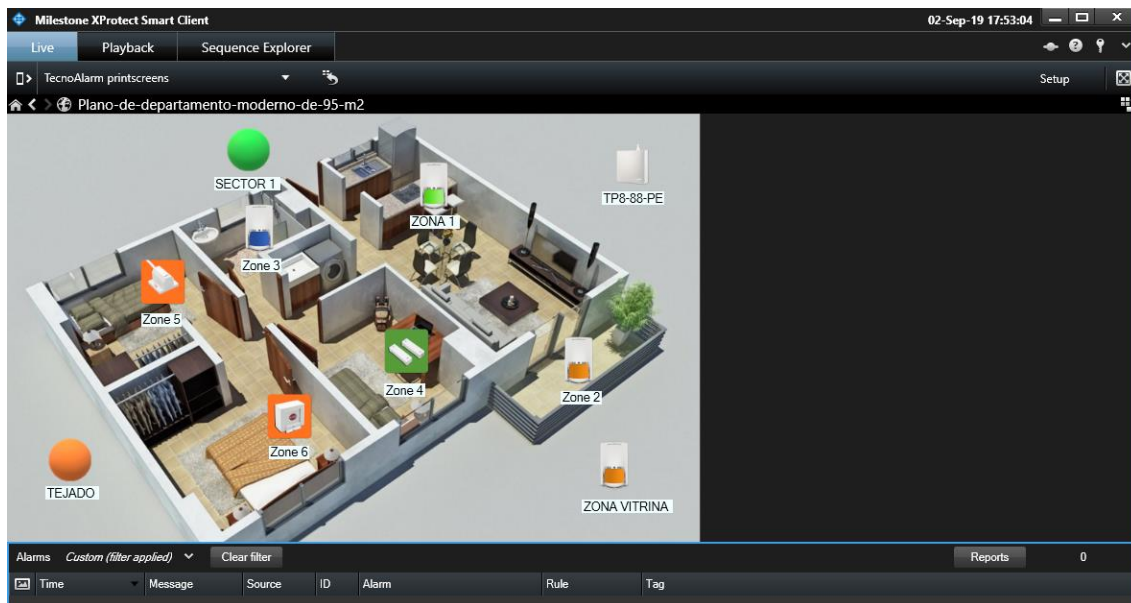 Milestone XProtect Smart Client
02-Sep-19 17:53:04
Live Playback Sequence Explorer
TecnoAlarm printscreens
Setup
Plano-de-departamento-moderno-de-95-m2
SECTOR 1
TP8-88-PE
ZONA 1
Zone 3
Zone 5
Zone 4
Zone 2
Zone 6
TEJADO
ZONA VITRINA
Alarms Custom (filter applied) Clear filter Reports 0
Time Message Source ID Alarm Rule Tag